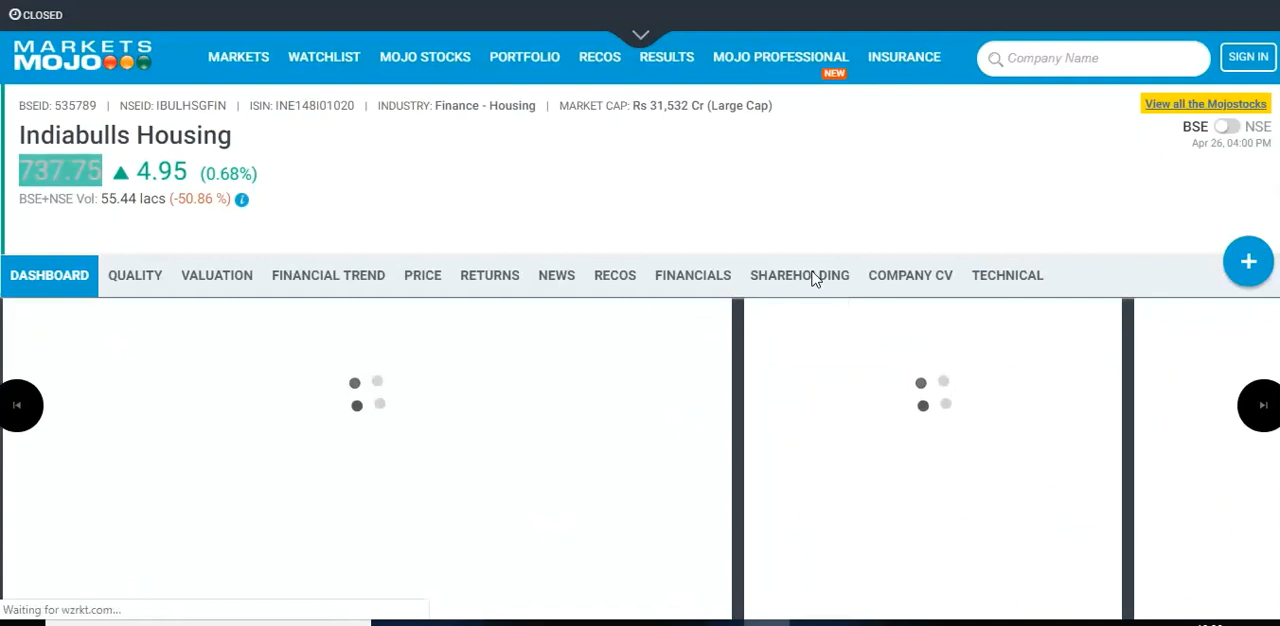 CLOSED
MARKETS MOJO
MARKETS WATCHLIST MOJO STOCKS PORTFOLIO RECOS RESULTS MOJO PROFESSIONAL INSURANCE
NEW
Company Name
SIGN IN
BSEID: 535789 | NSEID: IBULHSGFIN | ISIN: INE148I01020 | INDUSTRY: Finance - Housing | MARKET CAP: Rs 31,532 Cr (Large Cap)
View all the Mojostocks
Indiabulls Housing
BSE NSE
Apr 26, 04:00 PM
737.75 ▲ 4.95 (0.68%)
BSE+NSE Vol: 55.44 lacs (-50.86 %) i
DASHBOARD QUALITY VALUATION FINANCIAL TREND PRICE RETURNS NEWS RECOS FINANCIALS SHAREHOLDING COMPANY CV TECHNICAL
+
Waiting for wzrkt.com...